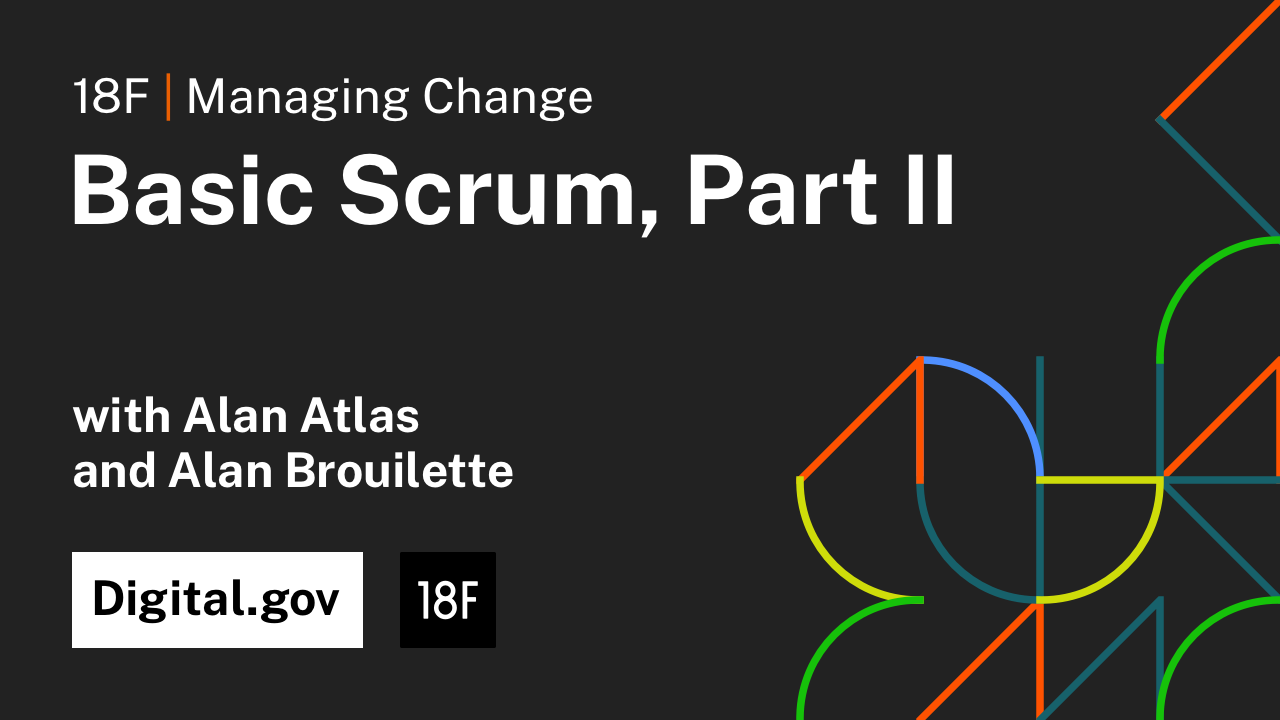 18F | Managing Change
Basic Scrum, Part II
with Alan Atlas
and Alan Brouilette
Digital.gov
18F